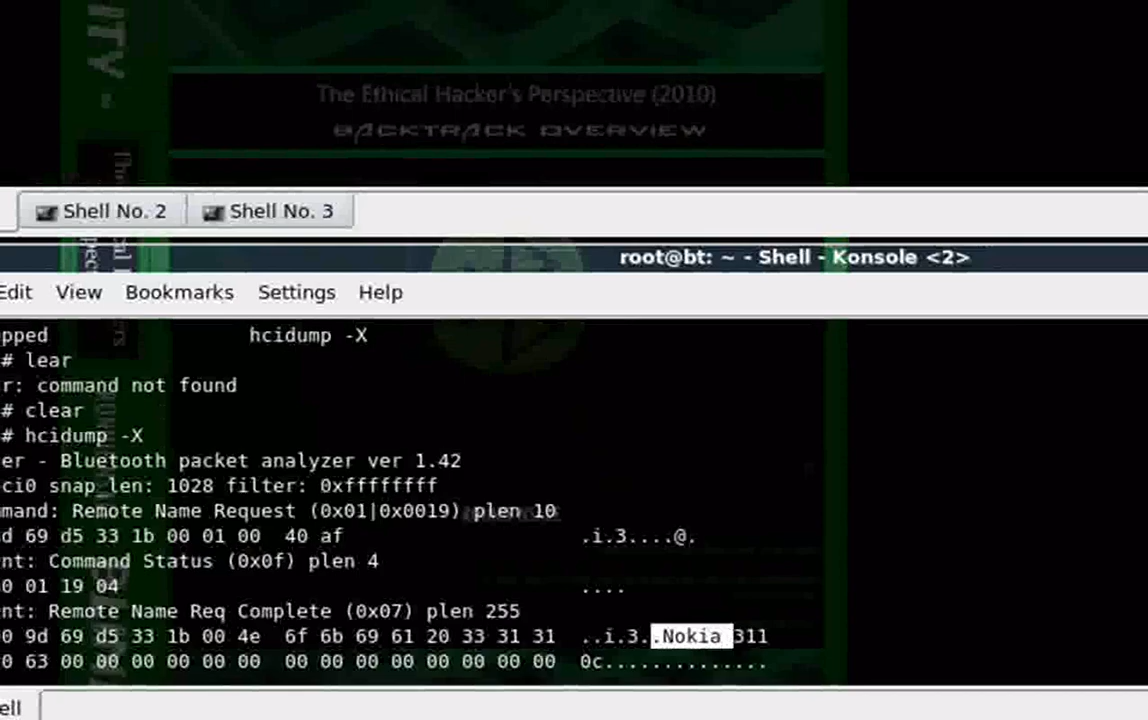 The Ethical Hacker's Perspective (2010)
BACKTRACK OVERVIEW
Shell No. 2 Shell No. 3
root@bt: ~ - Shell - Konsole <2>
Edit View Bookmarks Settings Help
pped hcidump -X
# lear
r: command not found
# clear
# hcidump -X
er - Bluetooth packet analyzer ver 1.42
ci0 snap_len: 1028 filter: 0xffffffff
mand: Remote Name Request (0x01|0x0019) plen 10
d 69 d5 33 1b 00 01 00 40 af .i.3....@.
nt: Command Status (0x0f) plen 4
0 01 19 04 ....
nt: Remote Name Req Complete (0x07) plen 255
0 9d 69 d5 33 1b 00 4e 6f 6b 69 61 20 33 31 31 ..i.3..Nokia 311
0 63 00 00 00 00 00 00 00 00 00 00 00 00 00 00 0c..............
ell